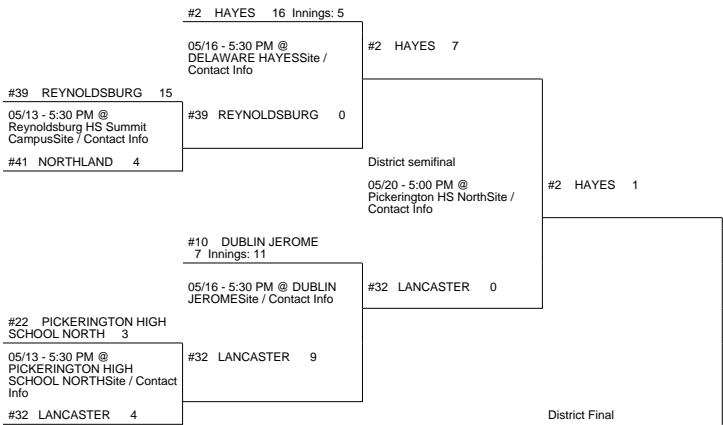 #2 HAYES 16 Innings: 5
05/16 - 5:30 PM @
DELAWARE HAYESSite /
Contact Info
#2 HAYES 7
#39 REYNOLDSBURG 15
05/13 - 5:30 PM @
Reynoldsburg HS Summit
CampusSite / Contact Info
#39 REYNOLDSBURG 0
#41 NORTHLAND 4
District semifinal
05/20 - 5:00 PM @
Pickerington HS NorthSite /
Contact Info
#2 HAYES 1
#10 DUBLIN JEROME
7 Innings: 11
05/16 - 5:30 PM @ DUBLIN
JEROMESite / Contact Info
#32 LANCASTER 0
#22 PICKERINGTON HIGH
SCHOOL NORTH 3
05/13 - 5:30 PM @
PICKERINGTON HIGH
SCHOOL NORTHSite / Contact
Info
#32 LANCASTER 9
#32 LANCASTER 4
District Final